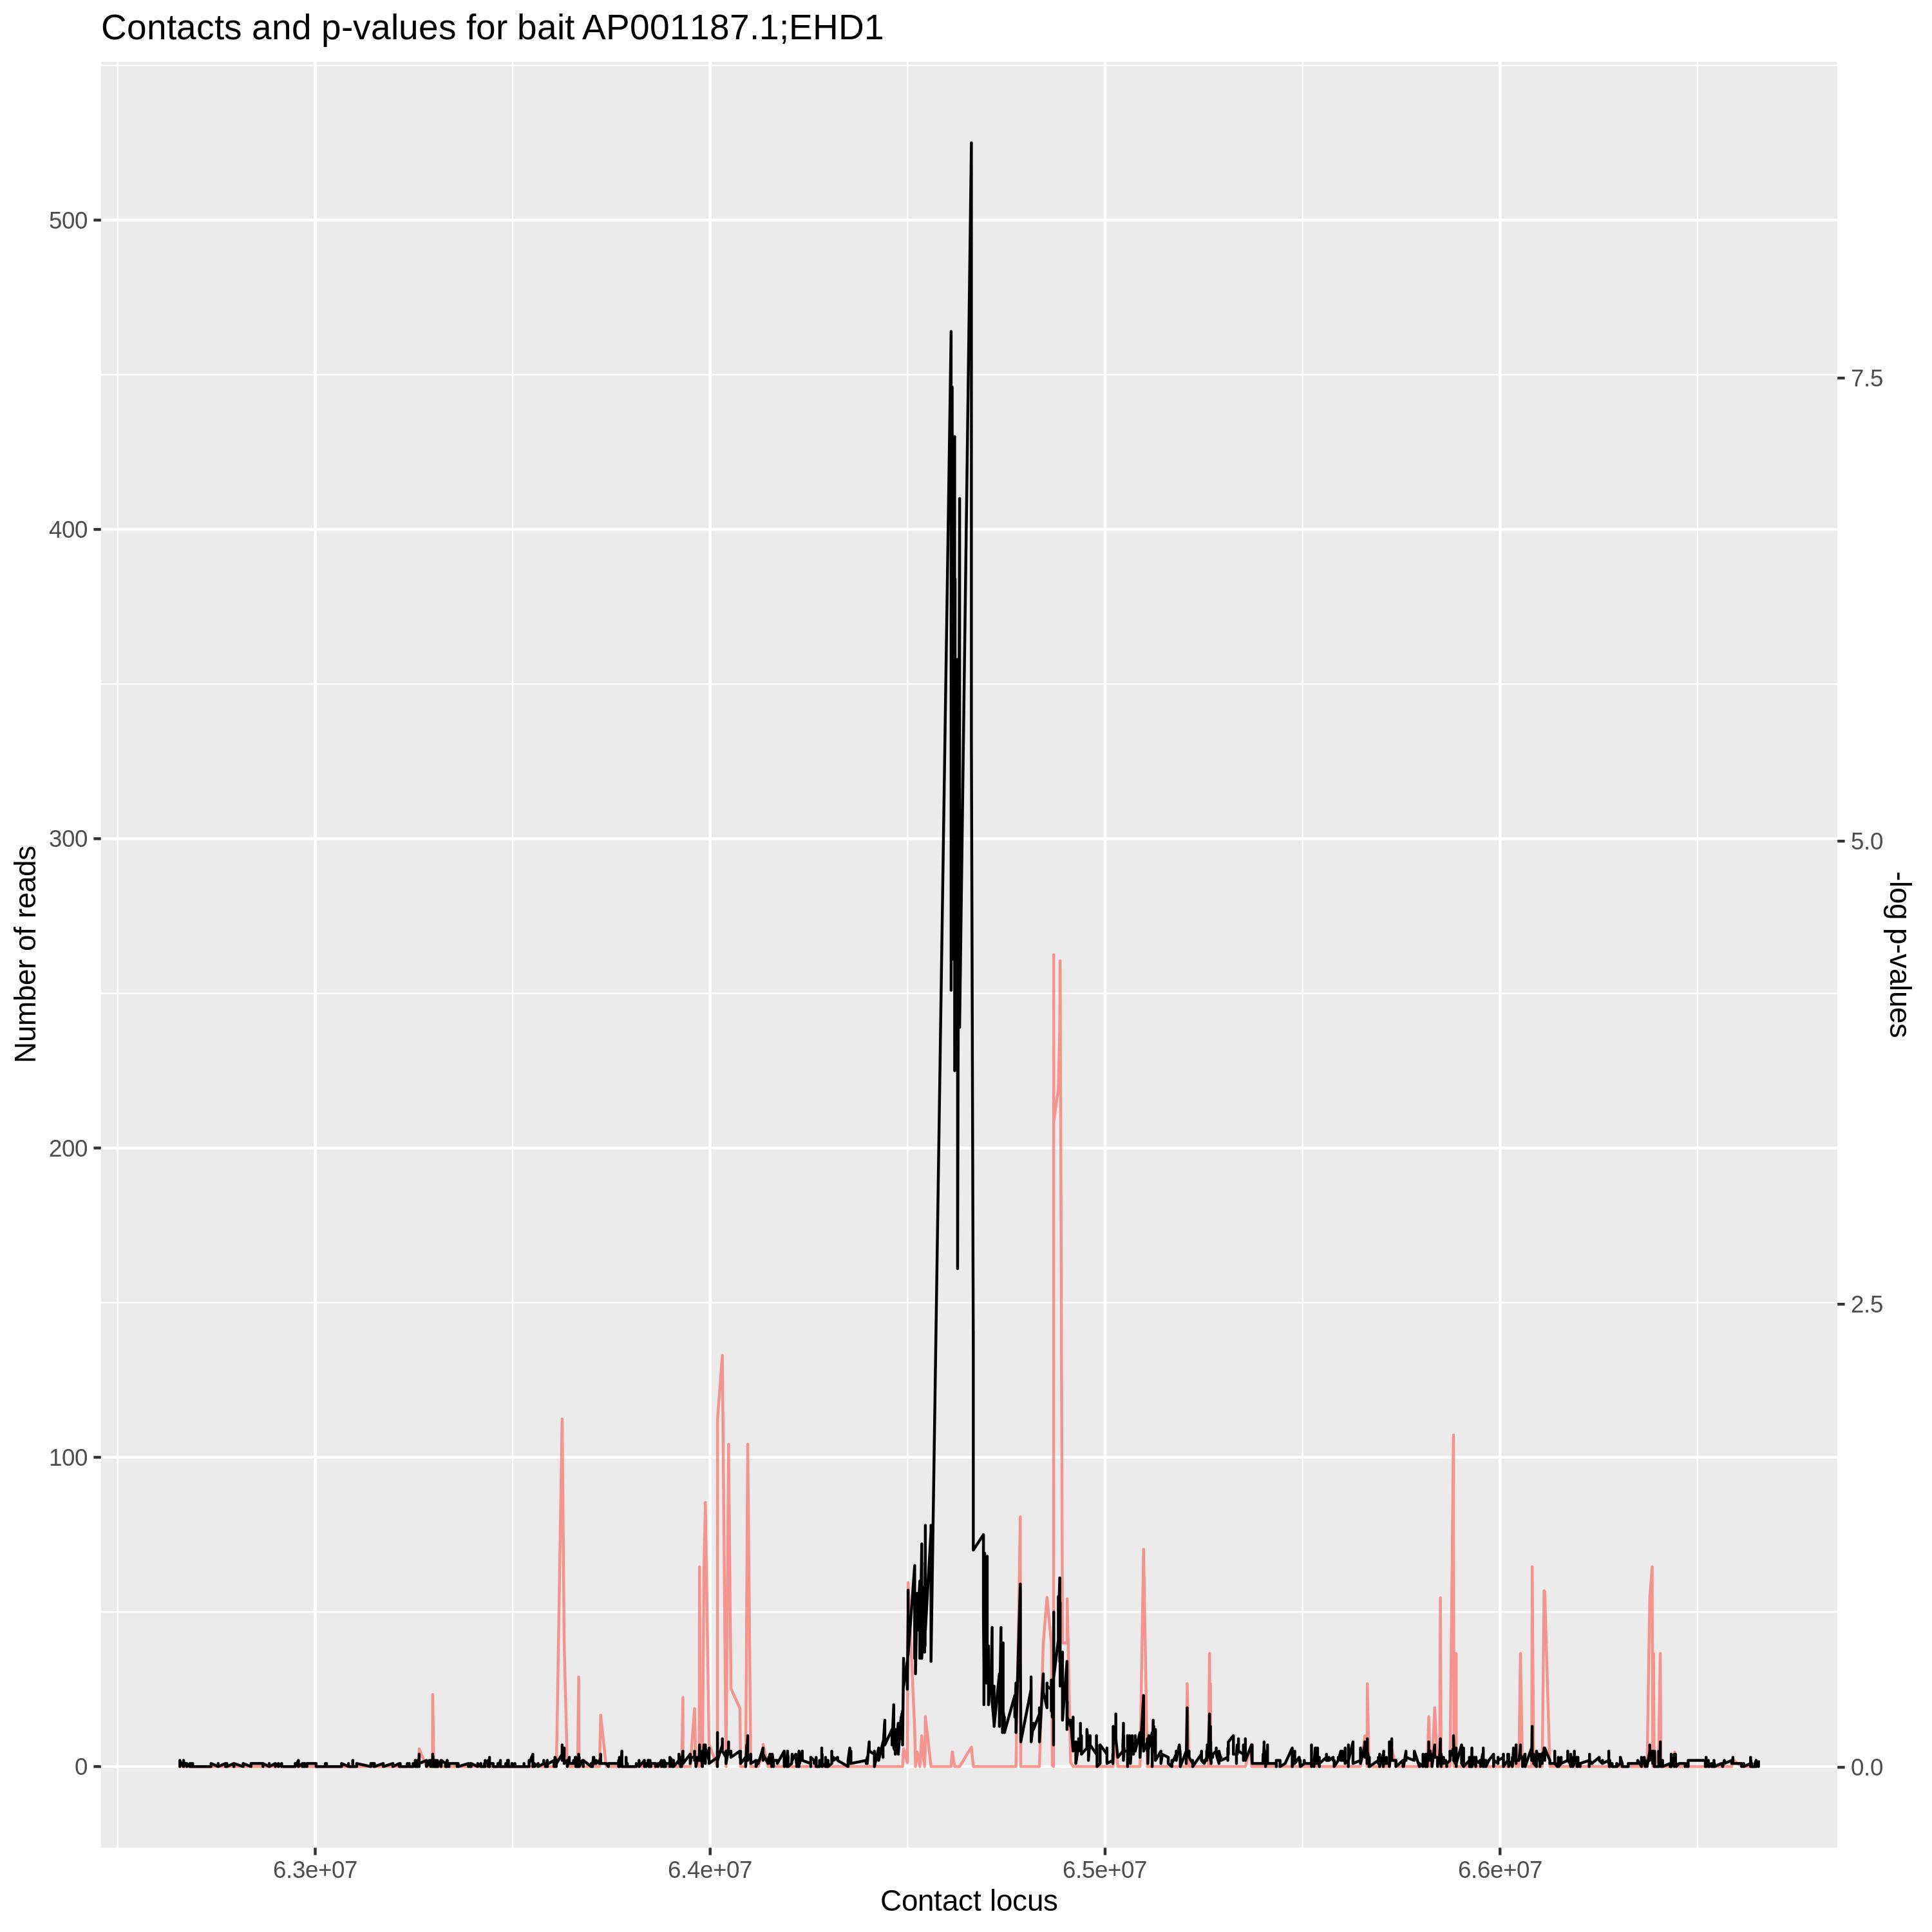 Contacts and p-values for bait AP001187.1;EHD1
500
400
300
200
100
0
Number of reads
7.5
5.0
2.5
0.0
-log p-values
6.3e+07
6.4e+07
6.5e+07
6.6e+07
Contact locus